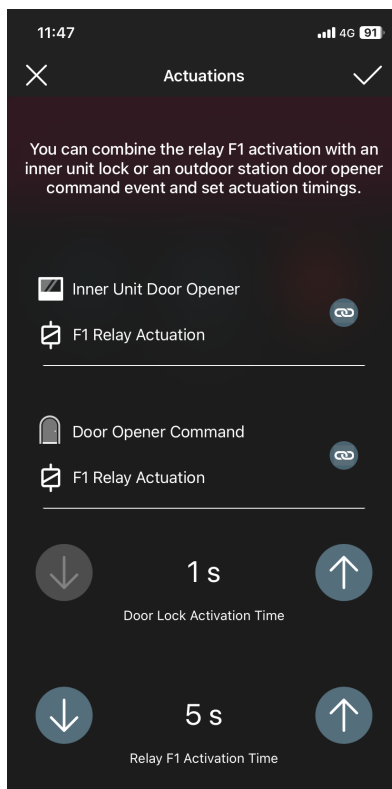 11:47
4G 91
Actuations
You can combine the relay F1 activation with an
inner unit lock or an outdoor station door opener
command event and set actuation timings.
Inner Unit Door Opener
F1 Relay Actuation
Door Opener Command
F1 Relay Actuation
1 s
Door Lock Activation Time
5 s
Relay F1 Activation Time